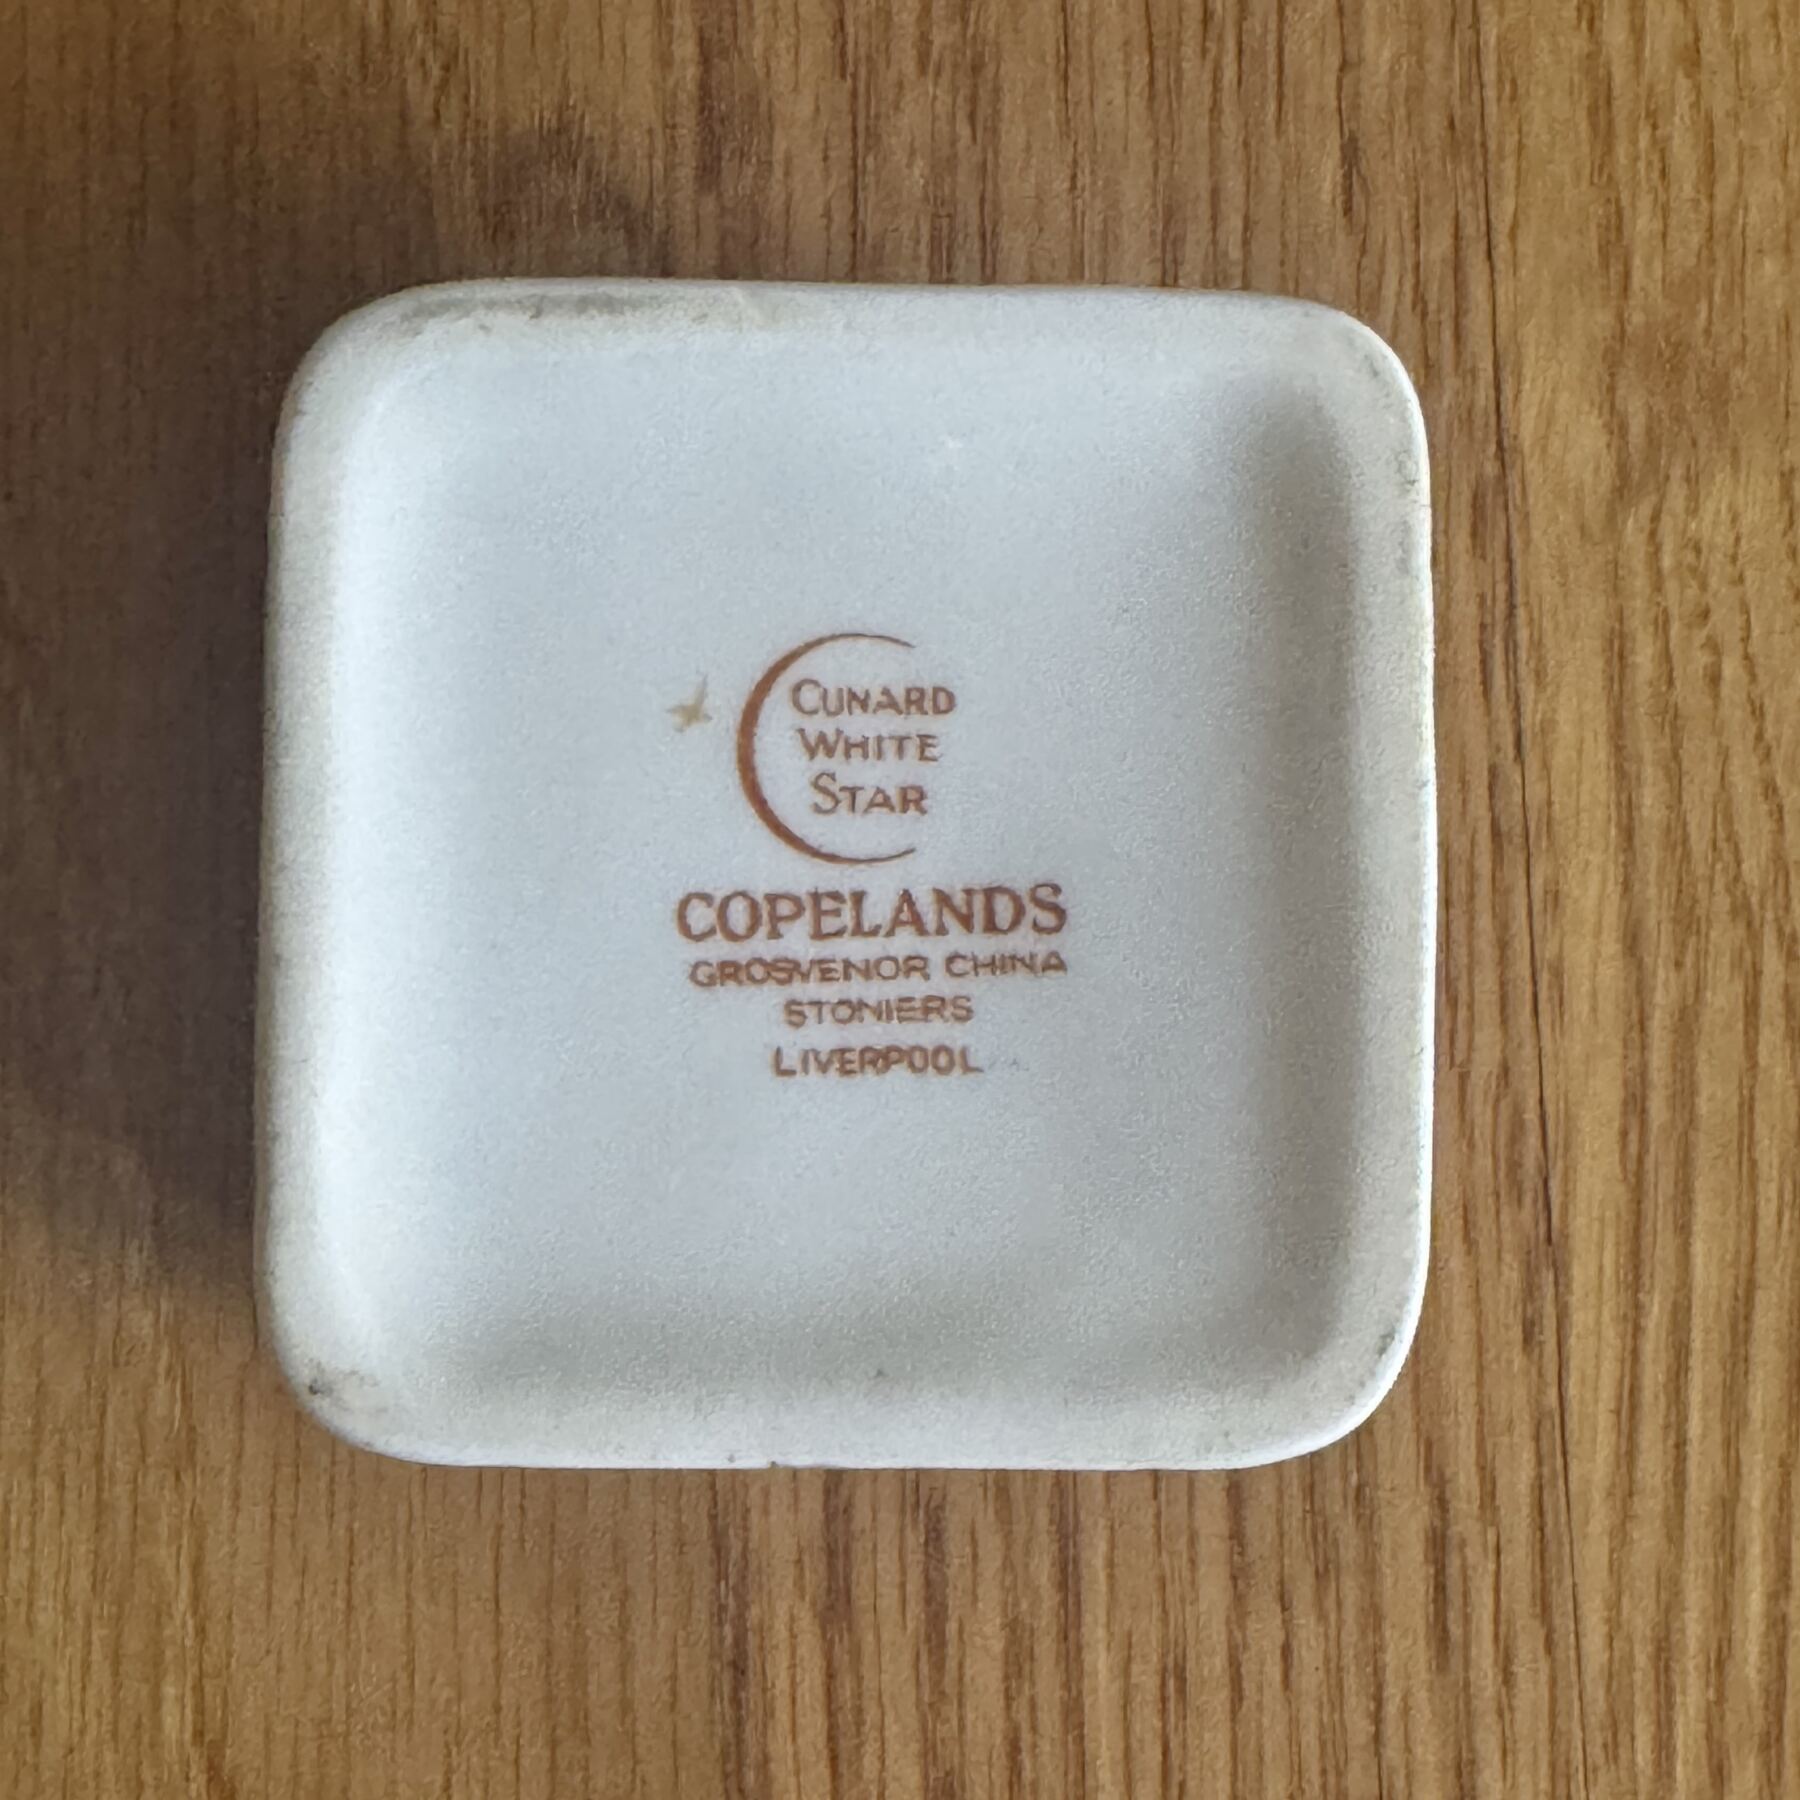 CUNARD
WHITE
STAR
COPELANDS
GROSVENOR CHINA
STONIERS
LIVERPOOL